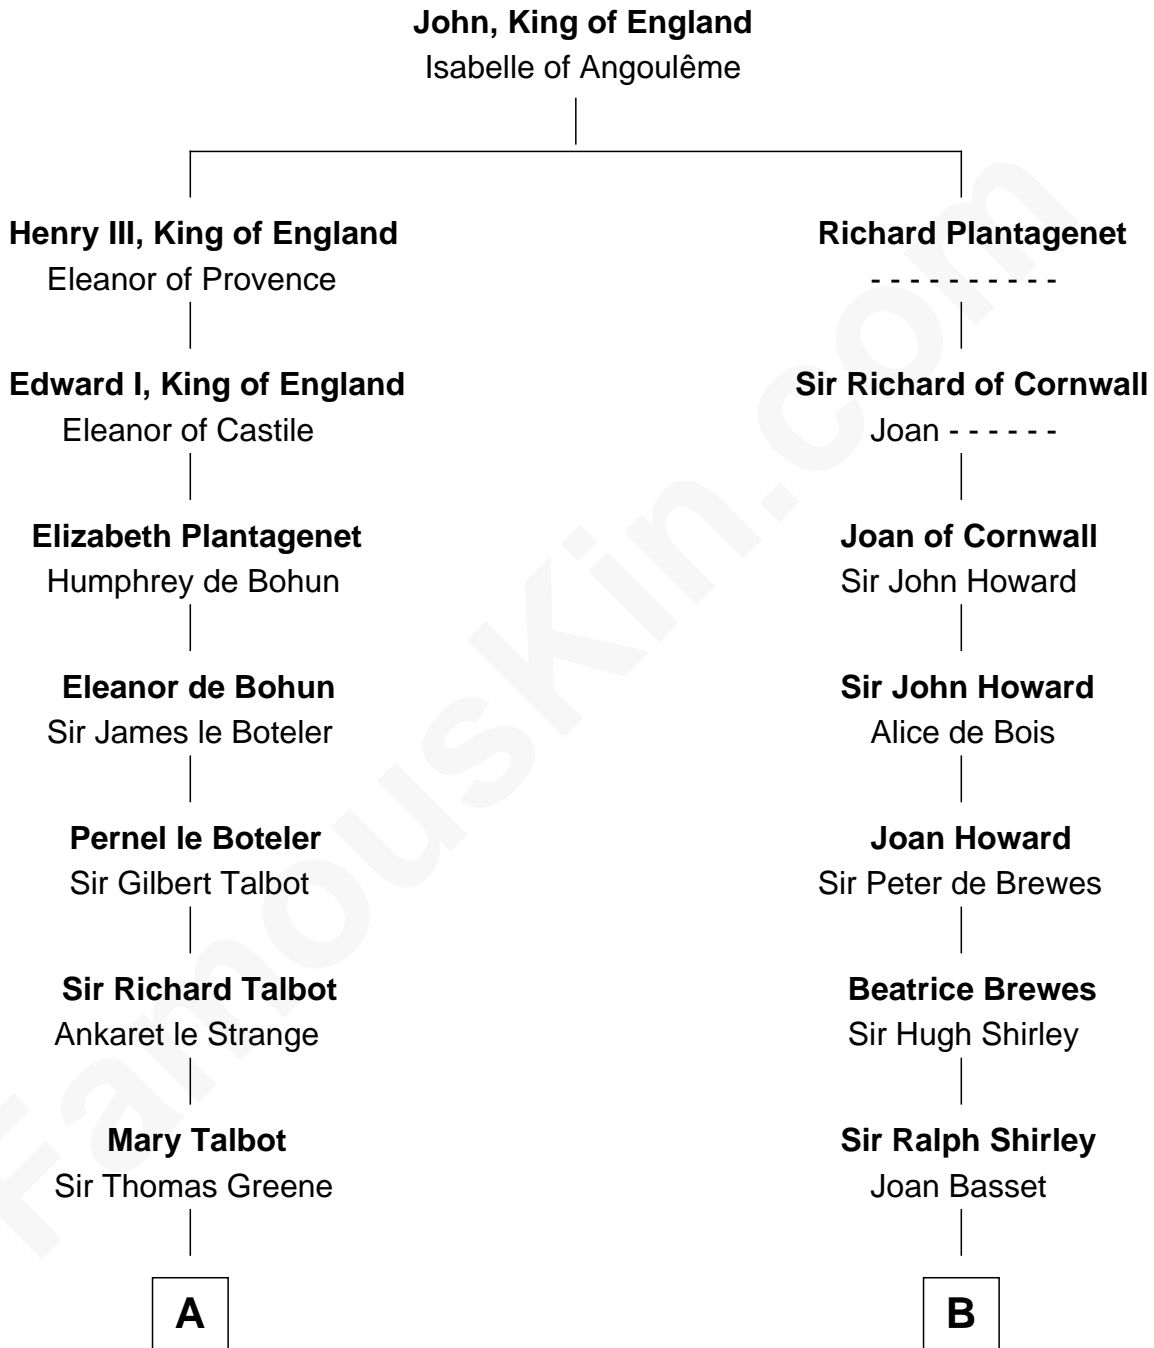 John, King of England
Isabelle of Angoulême
Henry III, King of England
Eleanor of Provence
Edward I, King of England
Eleanor of Castile
Elizabeth Plantagenet
Humphrey de Bohun
Eleanor de Bohun
Sir James le Boteler
Pernel le Boteler
Sir Gilbert Talbot
Sir Richard Talbot
Ankaret le Strange
Mary Talbot
Sir Thomas Greene
A
Richard Plantagenet
- - - - - - - - - -
Sir Richard of Cornwall
Joan - - - - - -
Joan of Cornwall
Sir John Howard
Sir John Howard
Alice de Bois
Joan Howard
Sir Peter de Brewes
Beatrice Brewes
Sir Hugh Shirley
Sir Ralph Shirley
Joan Basset
B
FamousKin.com